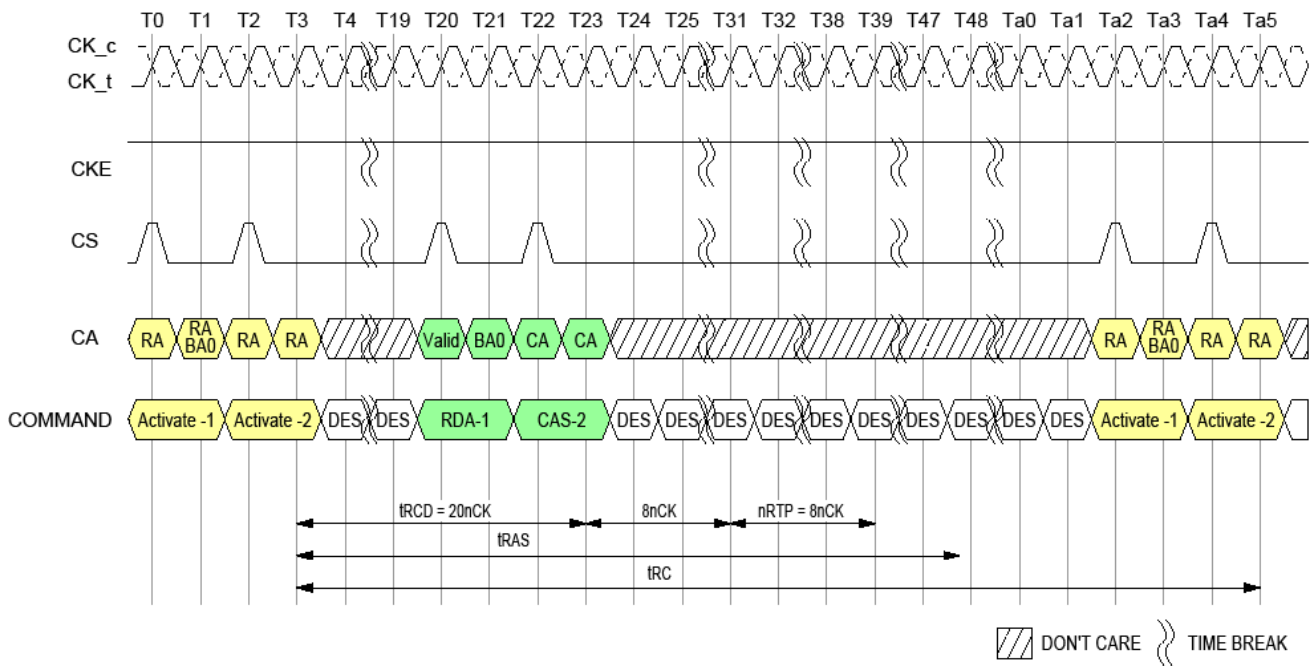 T0 T1 T2 T3 T4 T19 T20 T21 T22 T23 T24 T25 T31 T32 T38 T39 T47 T48 Ta0 Ta1 Ta2 Ta3 Ta4 Ta5
CK_c
CK_t
CKE
CS
CA RA RA BA0 RA RA Valid BA0 CA CA RA RA BA0 RA RA
COMMAND Activate -1 Activate -2 DES DES RDA-1 CAS-2 DES DES DES DES DES DES DES DES DES DES Activate -1 Activate -2
tRCD = 20nCK 8nCK nRTP = 8nCK
tRAS
tRC
DON'T CARE TIME BREAK